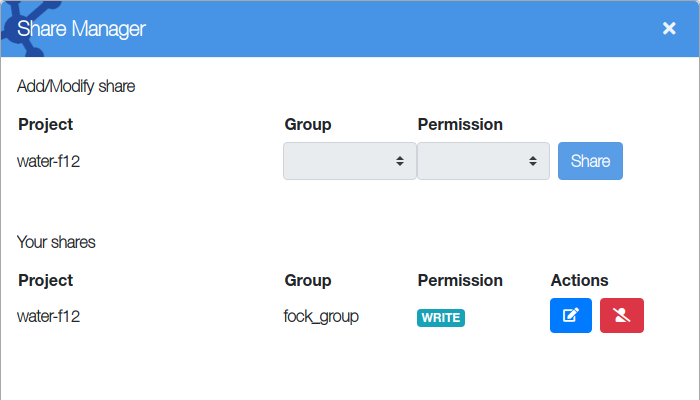 Share Manager
Add/Modify share
Project Group Permission
water-f12 Share
Your shares
Project Group Permission Actions
water-f12 fock_group WRITE